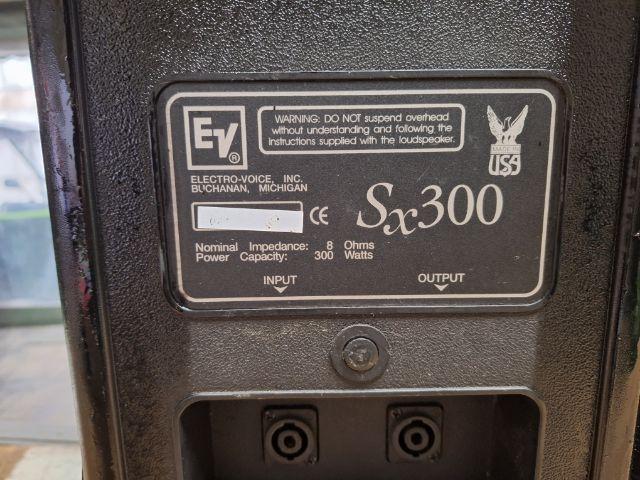 EV®
WARNING: DO NOT suspend overhead
without understanding and following the
instructions supplied with the loudspeaker.
MADE IN
USA
ELECTRO-VOICE, INC.
BUCHANAN, MICHIGAN
CE
Sx300
Nominal Impedance: 8 Ohms
Power Capacity: 300 Watts
INPUT
OUTPUT